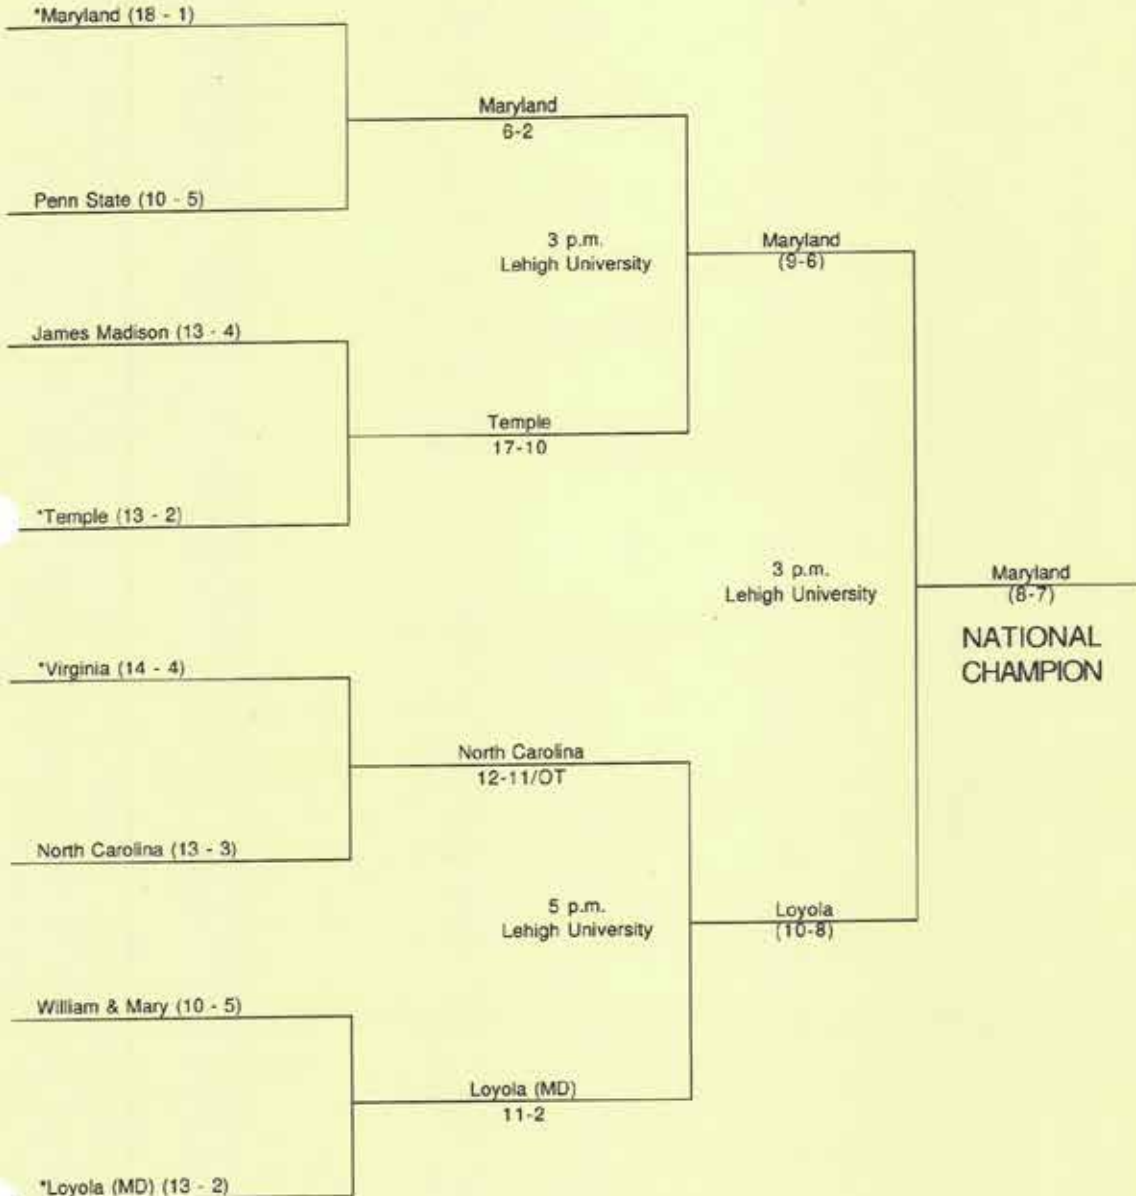 *Maryland (18 - 1)
Maryland
6-2
Penn State (10 - 5)
3 p.m.
Lehigh University
Maryland
(9-6)
James Madison (13 - 4)
Temple
17-10
*Temple (13 - 2)
3 p.m.
Lehigh University
Maryland
(8-7)
NATIONAL
CHAMPION
*Virginia (14 - 4)
North Carolina
12-11/OT
North Carolina (13 - 3)
5 p.m.
Lehigh University
Loyola
(10-8)
William & Mary (10 - 5)
Loyola (MD)
11-2
*Loyola (MD) (13 - 2)